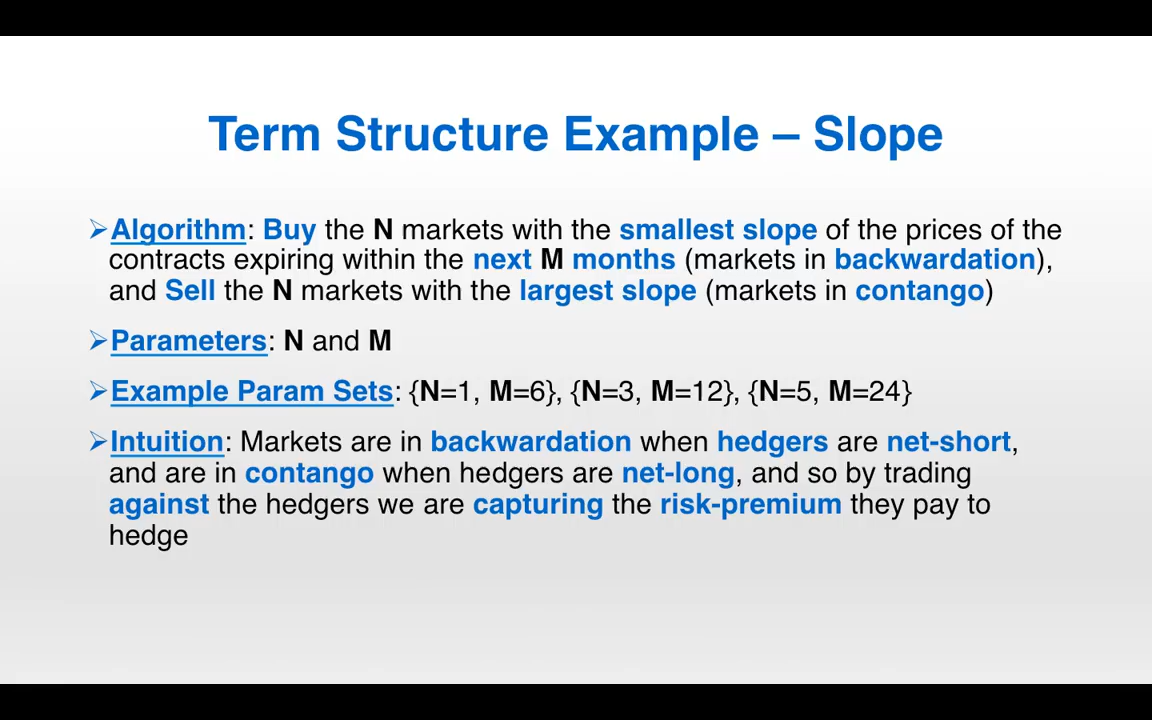 Term Structure Example – Slope
➢Algorithm: Buy the N markets with the smallest slope of the prices of the
contracts expiring within the next M months (markets in backwardation),
and Sell the N markets with the largest slope (markets in contango)
➢Parameters: N and M
➢Example Param Sets: {N=1, M=6}, {N=3, M=12}, {N=5, M=24}
➢Intuition: Markets are in backwardation when hedgers are net-short,
and are in contango when hedgers are net-long, and so by trading
against the hedgers we are capturing the risk-premium they pay to
hedge